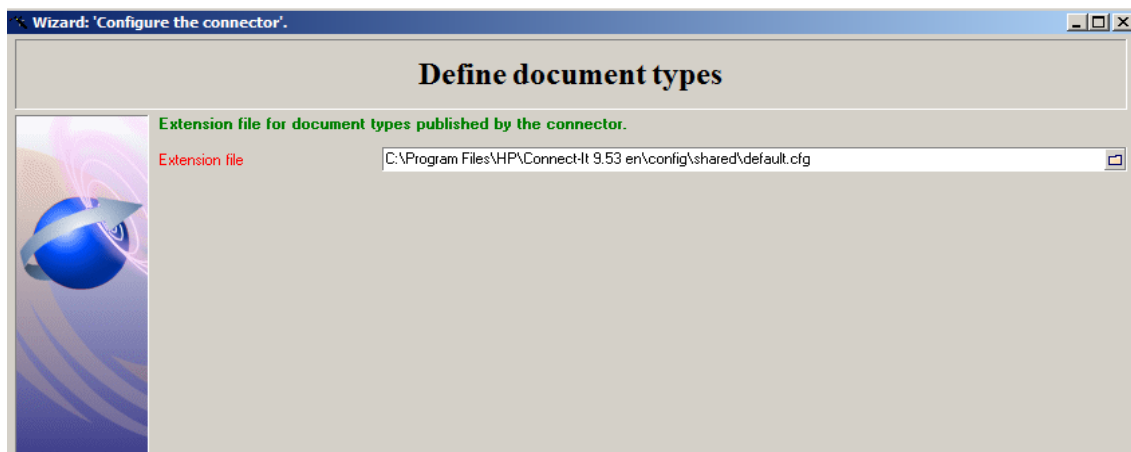 Wizard: 'Configure the connector'.
Define document types
Extension file for document types published by the connector.
Extension file
C:\Program Files\HP\Connect-It 9.53 en\config\shared\default.cfg